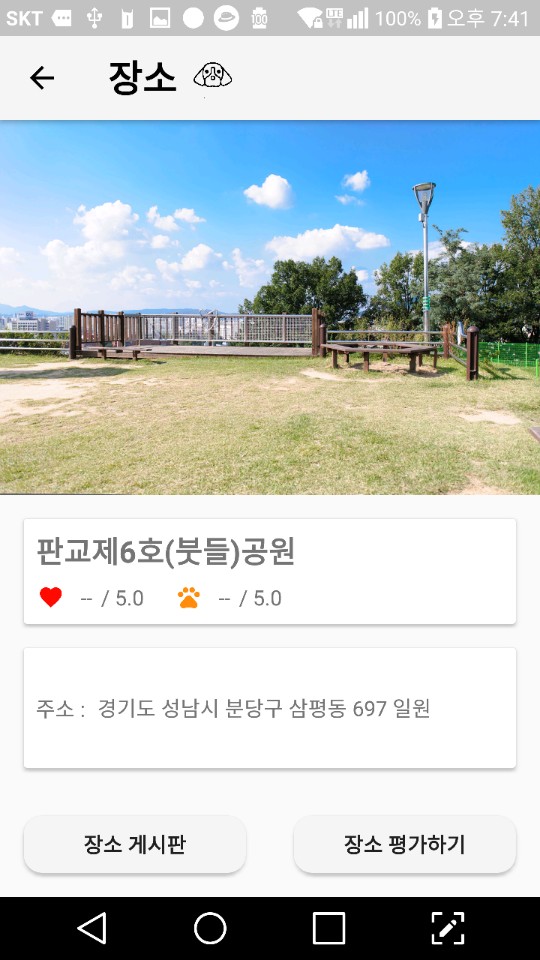 SKT 100 LTE 100% 오후 7:41
장소
판교제6호(붓들)공원
-- / 5.0 -- / 5.0
주소 : 경기도 성남시 분당구 삼평동 697 일원
장소 게시판 장소 평가하기